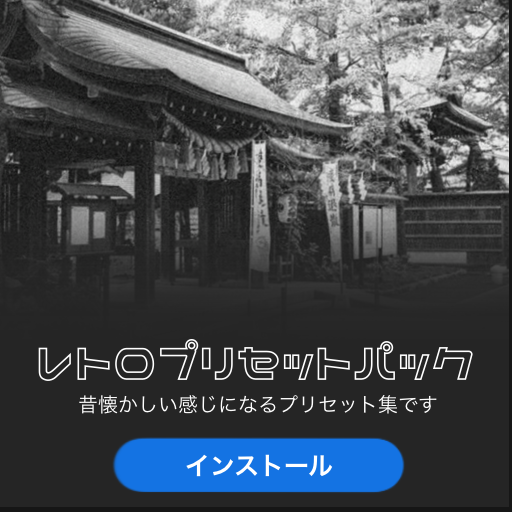 レトロプリセットパック
昔懐かしい感じになるプリセット集です
インストール